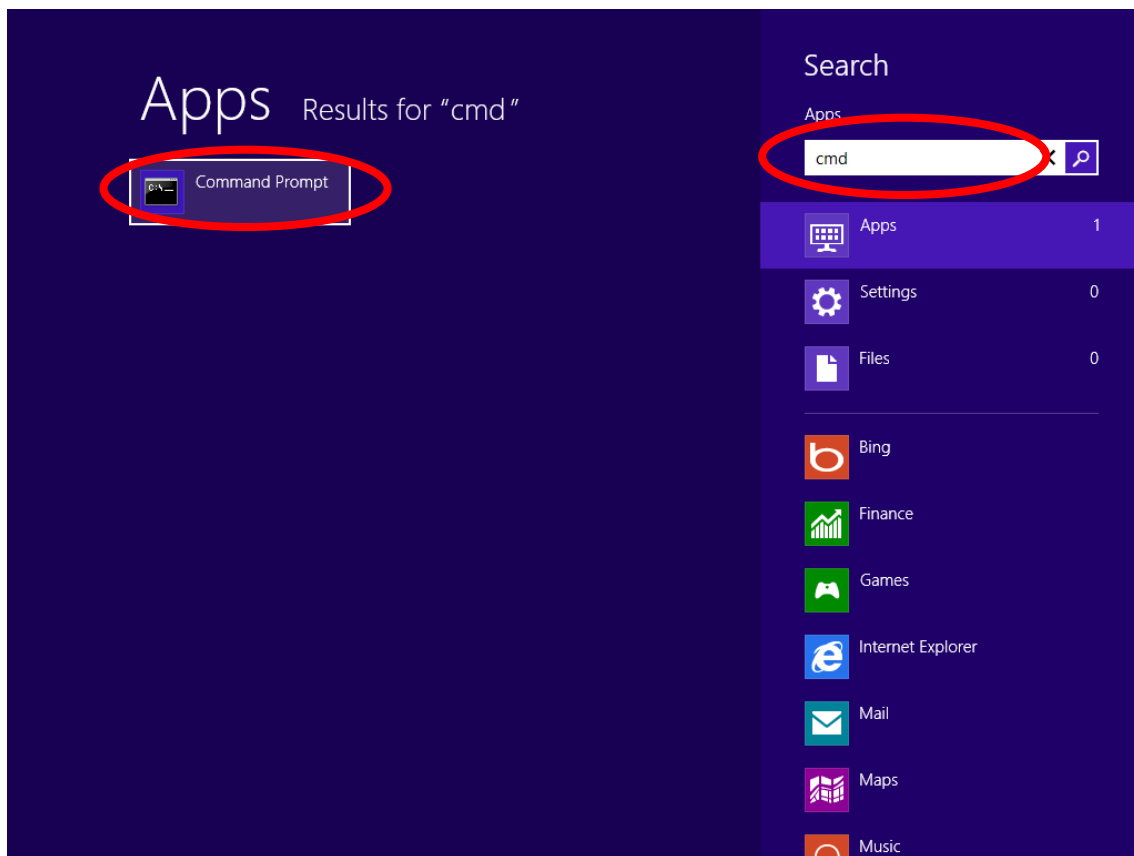 Apps Results for “cmd”
Command Prompt
Search
Apps
cmd
Apps 1
Settings 0
Files 0
Bing
Finance
Games
Internet Explorer
Mail
Maps
Music